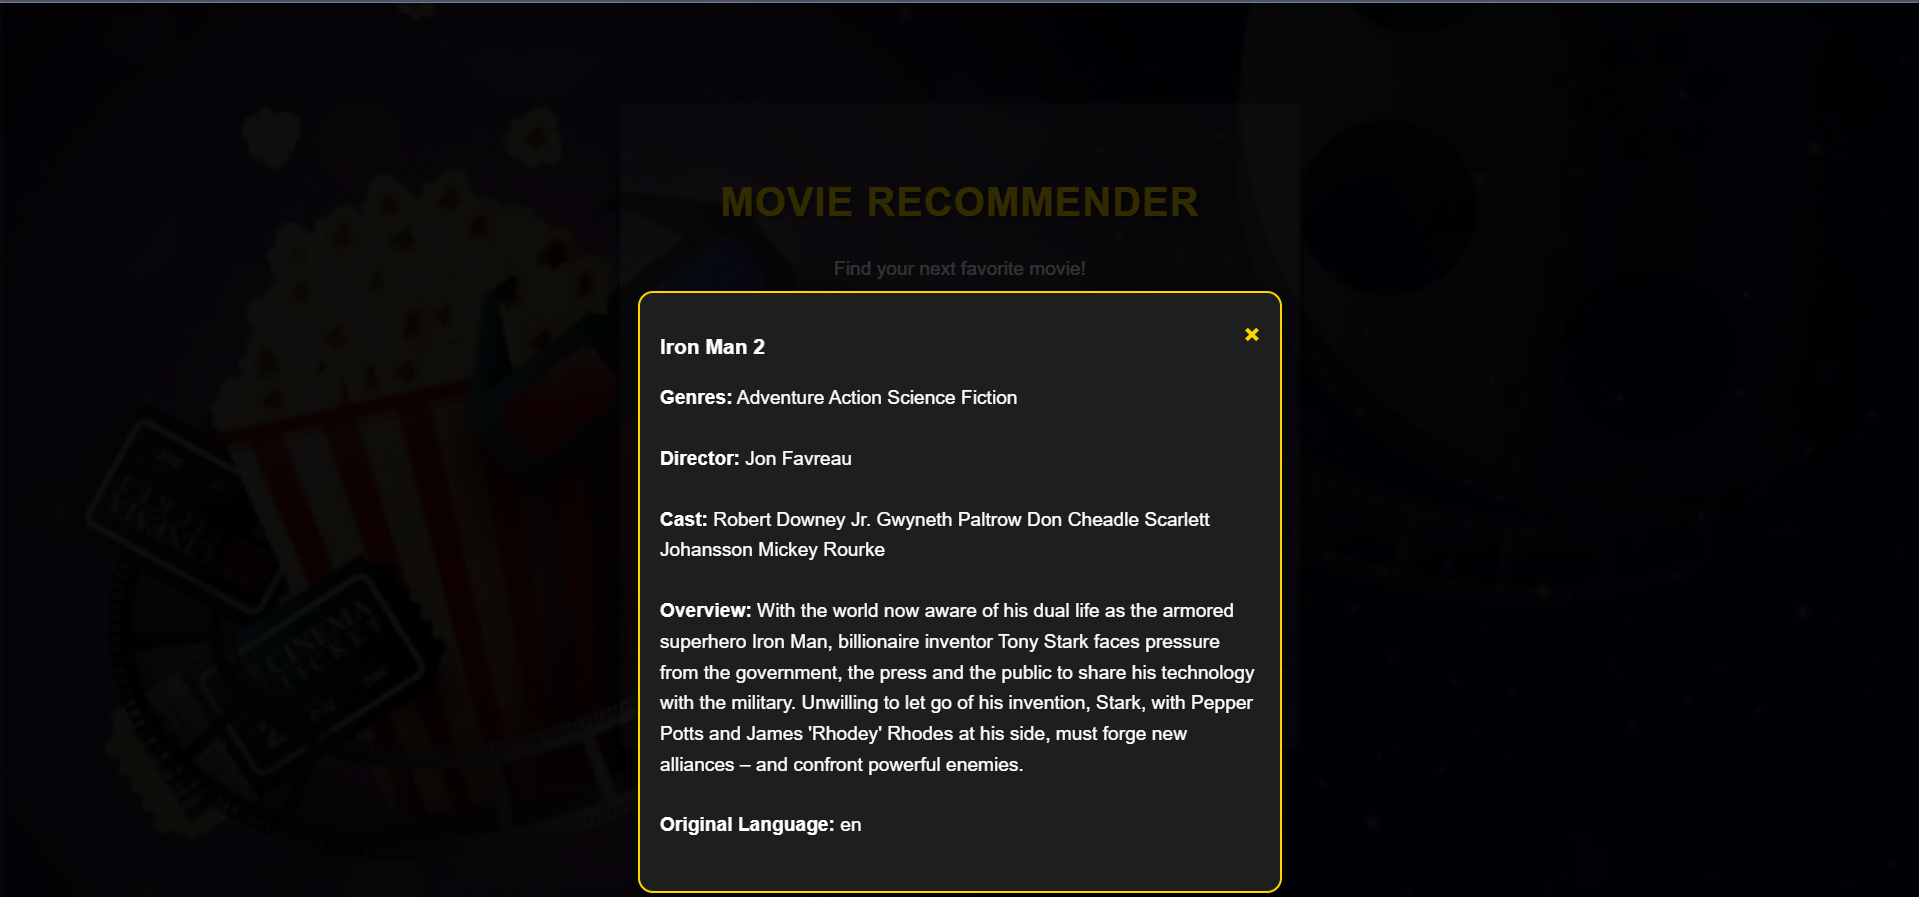 MOVIE RECOMMENDER
Find your next favorite movie!
Iron Man 2
×
Genres: Adventure Action Science Fiction
Director: Jon Favreau
Cast: Robert Downey Jr. Gwyneth Paltrow Don Cheadle Scarlett
Johansson Mickey Rourke
Overview: With the world now aware of his dual life as the armored
superhero Iron Man, billionaire inventor Tony Stark faces pressure
from the government, the press and the public to share his technology
with the military. Unwilling to let go of his invention, Stark, with Pepper
Potts and James 'Rhodey' Rhodes at his side, must forge new
alliances – and confront powerful enemies.
Original Language: en
CINEMA
TICKET
CINEMA
TICKET